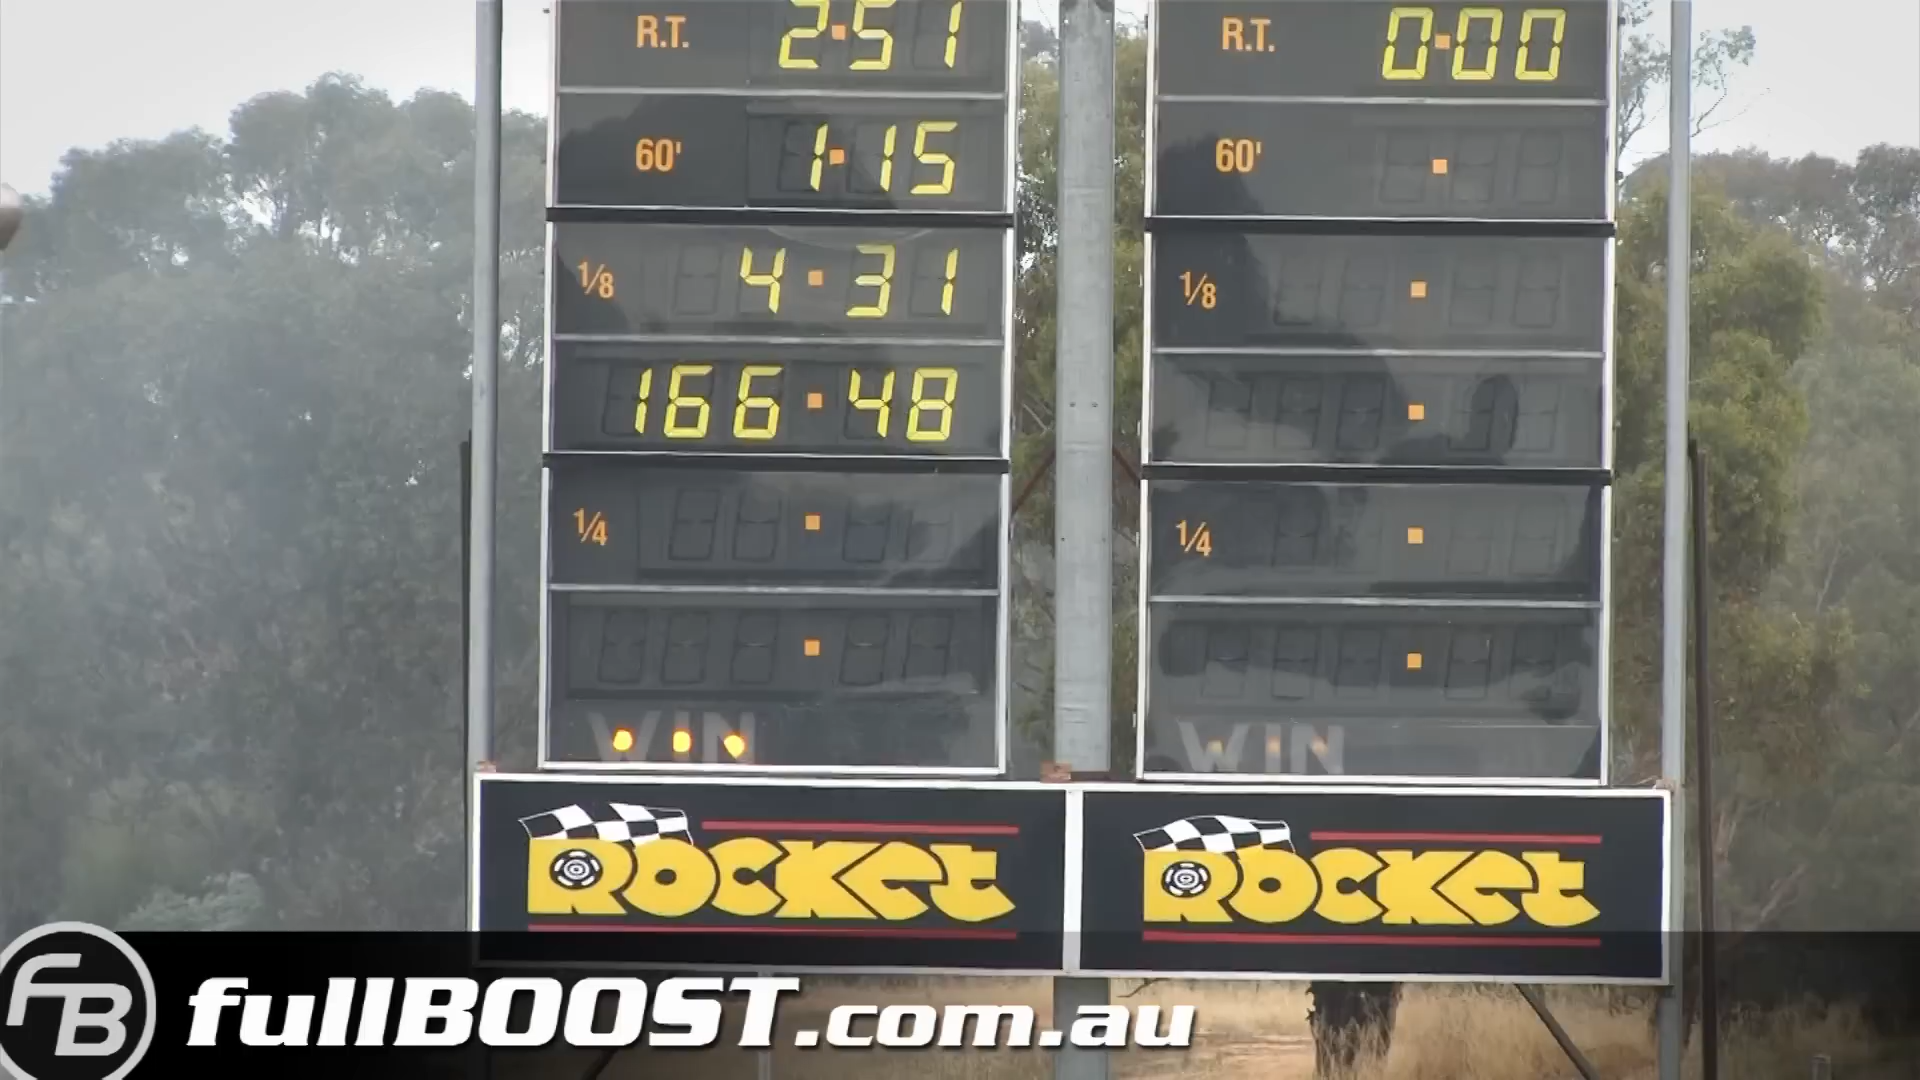 R.T. 2.51
60' 1.15
1/8 4.31
166.48
1/4
WIN
ROCKET
R.T. 0.00
60'
1/8
1/4
WIN
ROCKET
FB fullBOOST.com.au